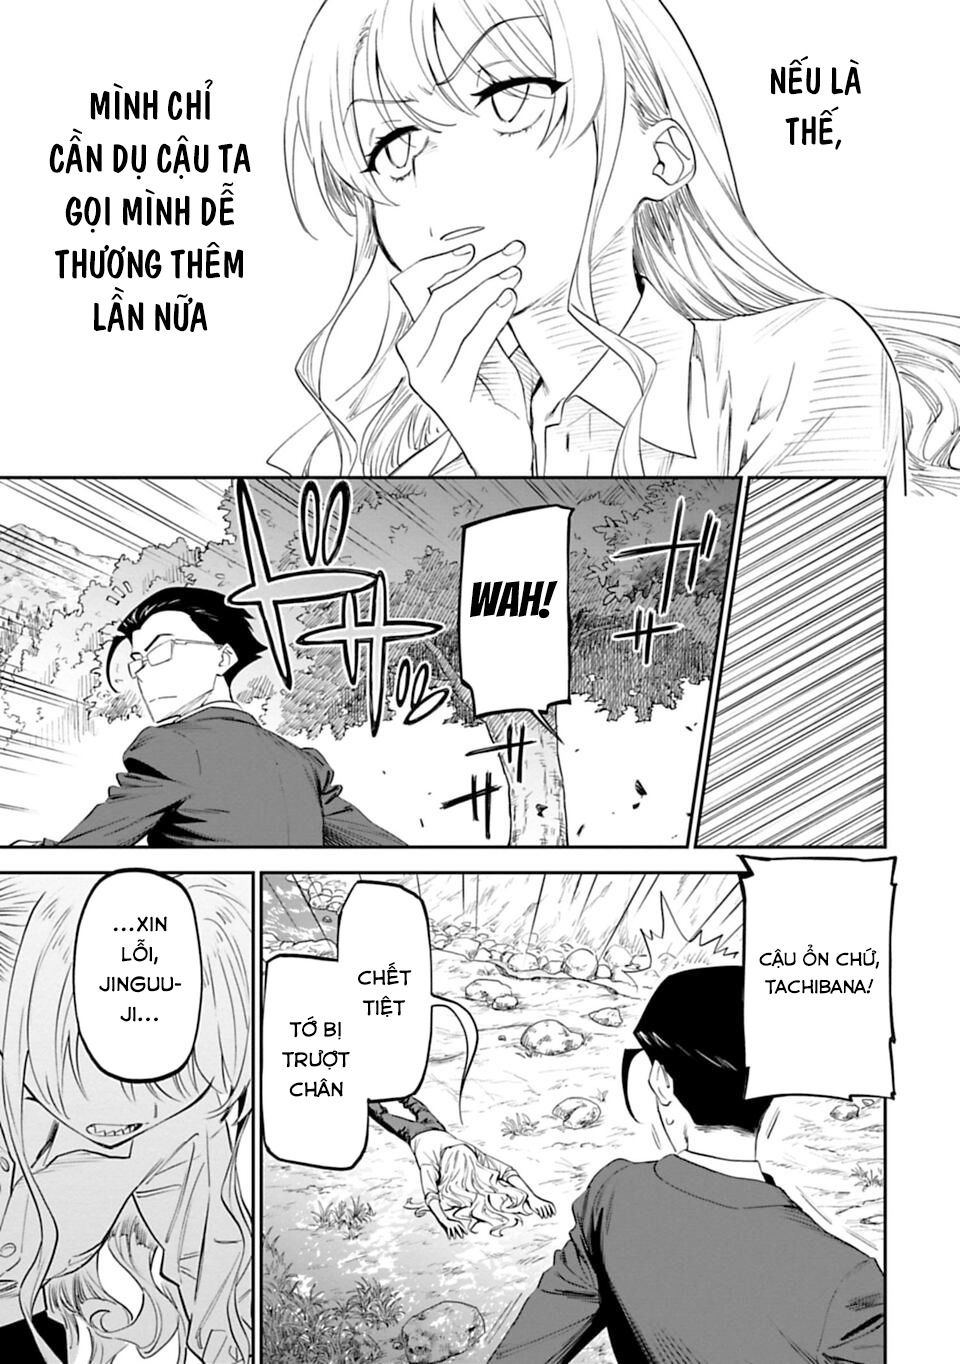 NẾU LÀ
THẾ,
MÌNH CHỈ
CẦN DỤ CẬU TA
GỌI MÌNH DỄ
THƯƠNG THÊM
LẦN NỮA
WAH!
CẬU ỔN CHỨ,
TACHIBANA!
CHẾT
TIỆT
TỚ BỊ
TRƯỢT
CHÂN
...XIN
LỖI,
JINGUU-
JI...